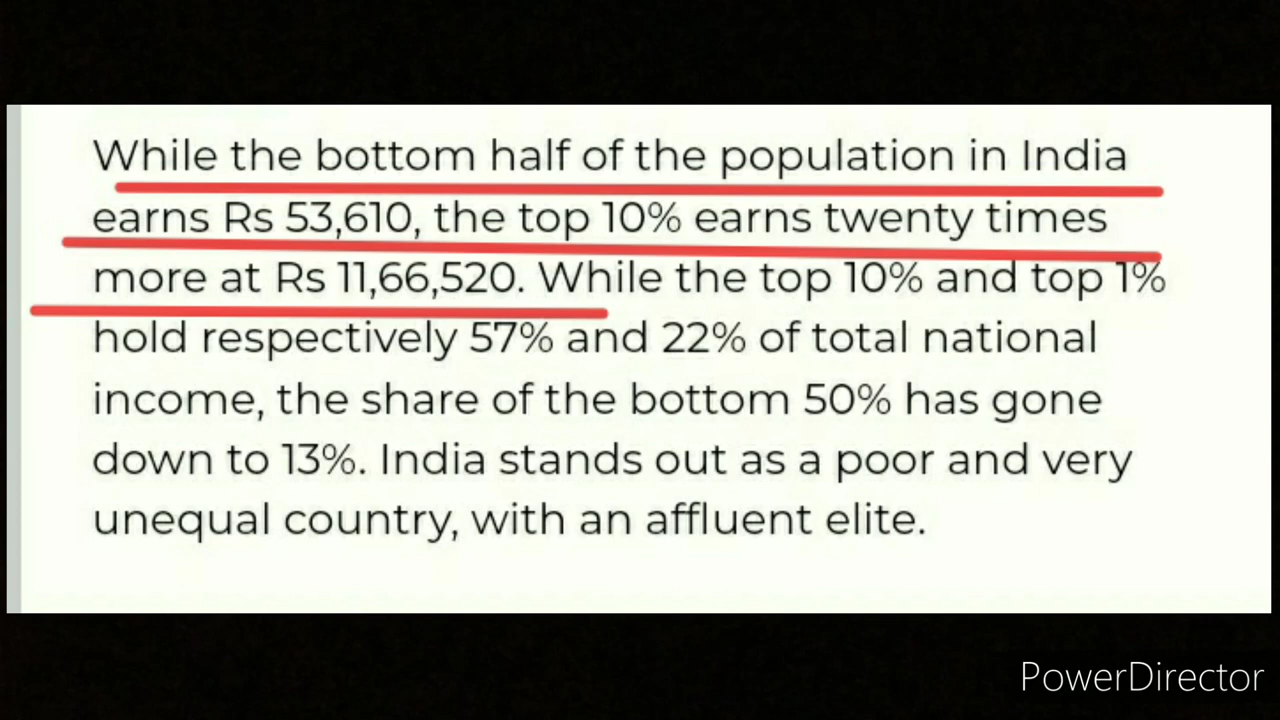 While the bottom half of the population in India
earns Rs 53,610, the top 10% earns twenty times
more at Rs 11,66,520. While the top 10% and top 1%
hold respectively 57% and 22% of total national
income, the share of the bottom 50% has gone
down to 13%. India stands out as a poor and very
unequal country, with an affluent elite.
PowerDirector